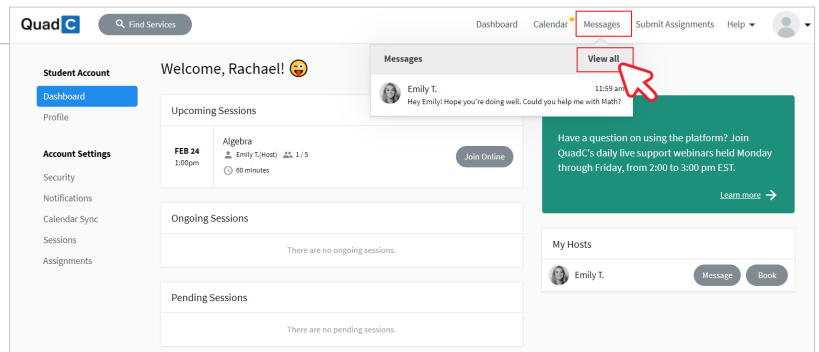 QuadC
Find Services
Dashboard Calendar Messages Submit Assignments Help
Student Account
Dashboard
Profile
Account Settings
Security
Notifications
Calendar Sync
Sessions
Assignments
Welcome, Rachael!
Messages View all
Emily T. 11:59 am
Hey Emily! Hope you're doing well. Could you help me with Math?
Upcoming Sessions
FEB 24
1:00pm
Algebra
Emily T.(Host) 1 / 5
60 minutes
Join Online
Ongoing Sessions
There are no ongoing sessions.
Pending Sessions
There are no pending sessions.
Have a question on using the platform? Join
QuadC's daily live support webinars held Monday
through Friday, from 2:00 to 3:00 pm EST.
Learn more
My Hosts
Emily T. Message Book